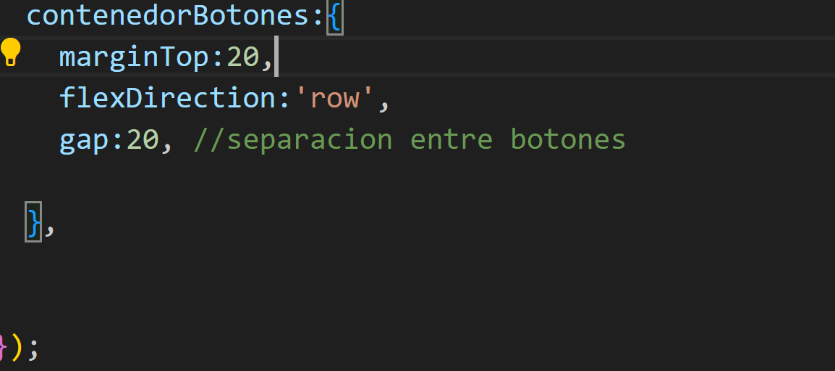 contenedorBotones:{
marginTop:20,
flexDirection:'row',
gap:20, //separacion entre botones
},
});